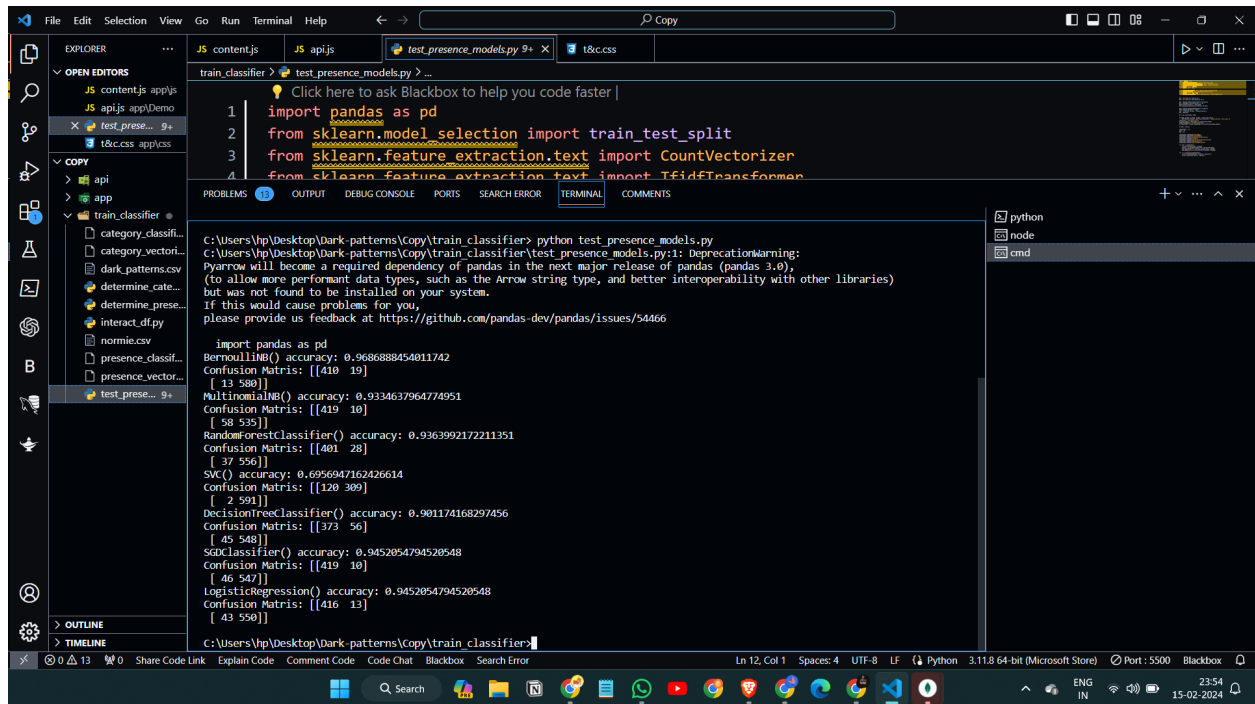 File Edit Selection View Go Run Terminal Help
Copy
EXPLORER
OPEN EDITORS
JS content.js app\js
JS api.js app\Demo
test_prese... 9+
t&c.css app\css
COPY
api
app
train_classifier
category_classifi...
category_vectori...
dark_patterns.csv
determine_cate...
determine_prese...
interact_df.py
normie.csv
presence_classif...
presence_vector...
test_prese... 9+
OUTLINE
TIMELINE
JS content.js JS api.js test_presence_models.py 9+ t&c.css
train_classifier > test_presence_models.py > ...
Click here to ask Blackbox to help you code faster |
1 import pandas as pd
2 from sklearn.model_selection import train_test_split
3 from sklearn.feature_extraction.text import CountVectorizer
4 from sklearn.feature_extraction.text import TfidfTransformer
PROBLEMS 13 OUTPUT DEBUG CONSOLE PORTS SEARCH ERROR TERMINAL COMMENTS
C:\Users\hp\Desktop\Dark-patterns\Copy\train_classifier> python test_presence_models.py
C:\Users\hp\Desktop\Dark-patterns\Copy\train_classifier\test_presence_models.py:1: DeprecationWarning:
Pyarrow will become a required dependency of pandas in the next major release of pandas (pandas 3.0),
(to allow more performant data types, such as the Arrow string type, and better interoperability with other libraries)
but was not found to be installed on your system.
If this would cause problems for you,
please provide us feedback at https://github.com/pandas-dev/pandas/issues/54466
import pandas as pd
BernoulliNB() accuracy: 0.9686888454011742
Confusion Matris: [[410 19]
[ 13 580]]
MultinomialNB() accuracy: 0.9334637964774951
Confusion Matris: [[419 10]
[ 58 535]]
RandomForestClassifier() accuracy: 0.9363992172211351
Confusion Matris: [[401 28]
[ 37 556]]
SVC() accuracy: 0.6956947162426614
Confusion Matris: [[120 309]
[ 2 591]]
DecisionTreeClassifier() accuracy: 0.901174168297456
Confusion Matris: [[373 56]
[ 45 548]]
SGDClassifier() accuracy: 0.9452054794520548
Confusion Matris: [[419 10]
[ 46 547]]
LogisticRegression() accuracy: 0.9452054794520548
Confusion Matris: [[416 13]
[ 43 550]]
C:\Users\hp\Desktop\Dark-patterns\Copy\train_classifier>
python
node
cmd
0 13 0 Share Code Link Explain Code Comment Code Code Chat Blackbox Search Error
Ln 12, Col 1 Spaces: 4 UTF-8 LF Python 3.11.8 64-bit (Microsoft Store) Port : 5500 Blackbox
Search
ENG
IN
23:54
15-02-2024